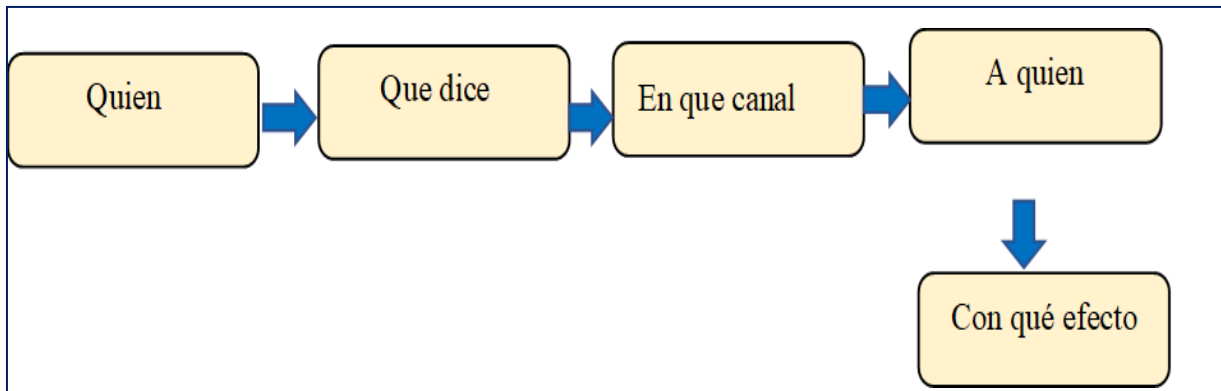 Quien
Que dice
En que canal
A quien
Con qué efecto